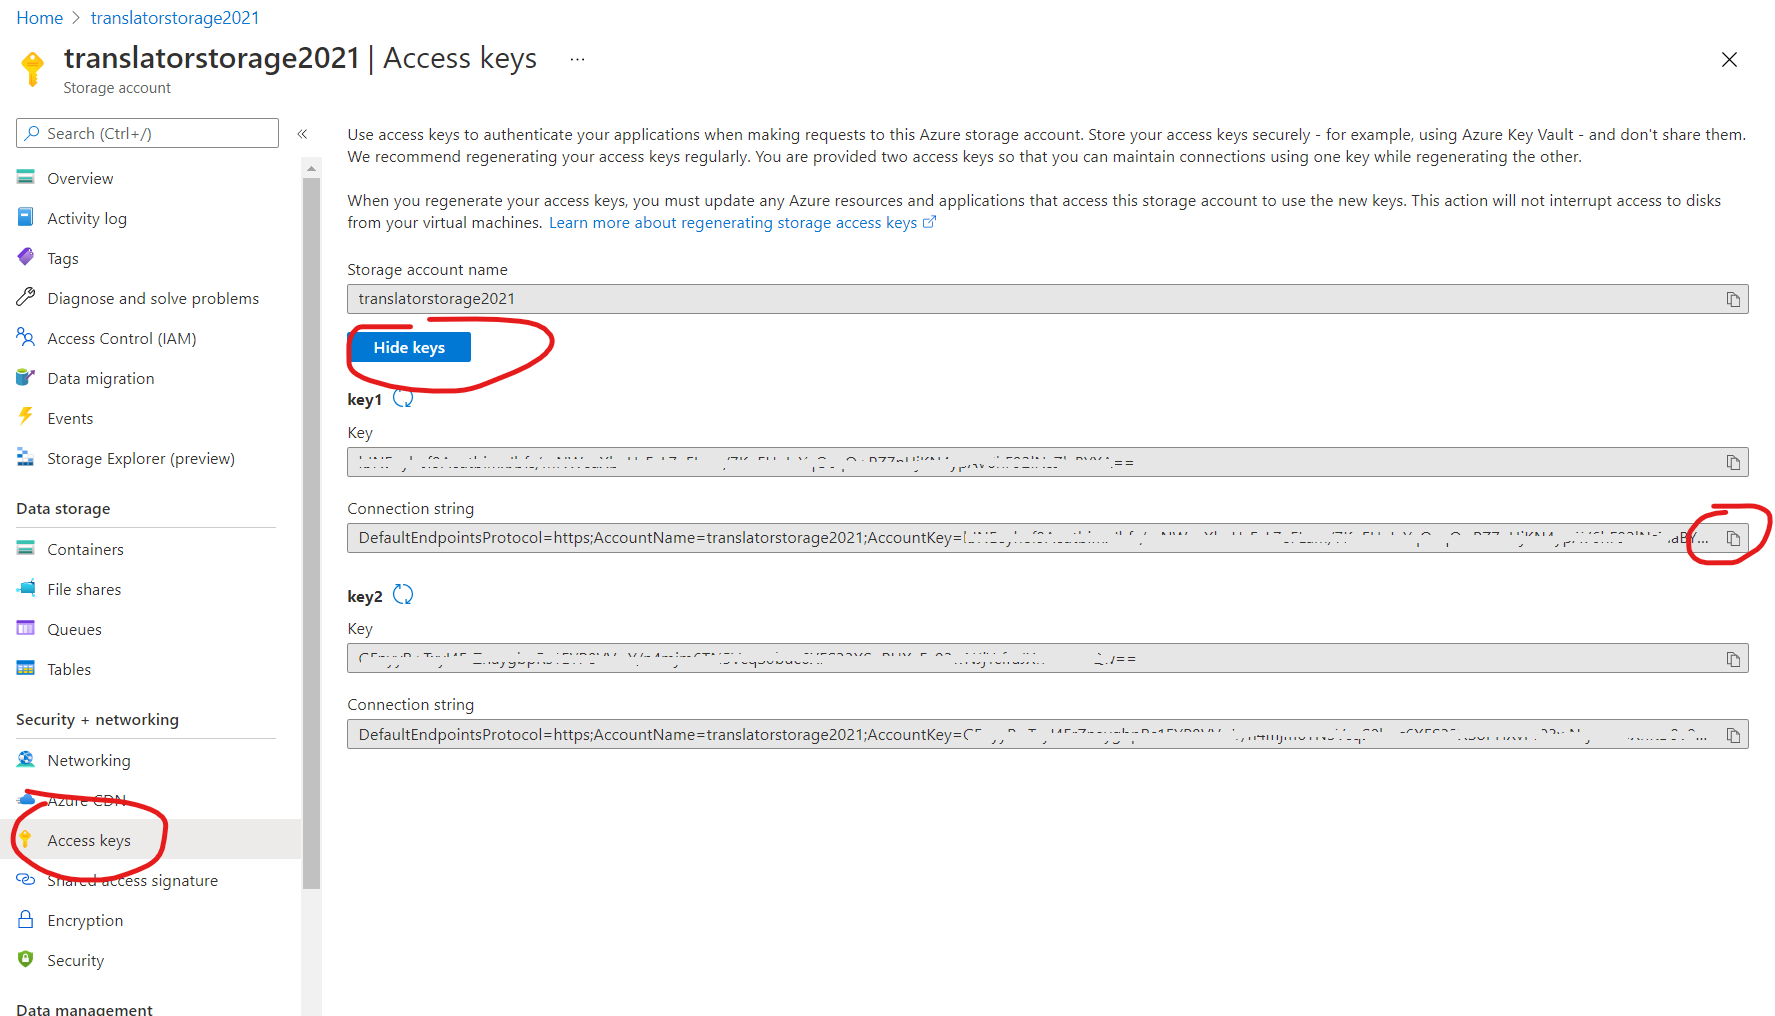 Home > translatorstorage2021
translatorstorage2021 | Access keys ...
Storage account
Search (Ctrl+/)
Overview
Activity log
Tags
Diagnose and solve problems
Access Control (IAM)
Data migration
Events
Storage Explorer (preview)
Data storage
Containers
File shares
Queues
Tables
Security + networking
Networking
Azure CDN
Access keys
Shared access signature
Encryption
Security
Data management
Use access keys to authenticate your applications when making requests to this Azure storage account. Store your access keys securely - for example, using Azure Key Vault - and don't share them.
We recommend regenerating your access keys regularly. You are provided two access keys so that you can maintain connections using one key while regenerating the other.
When you regenerate your access keys, you must update any Azure resources and applications that access this storage account to use the new keys. This action will not interrupt access to disks
from your virtual machines. Learn more about regenerating storage access keys
Storage account name
translatorstorage2021
Hide keys
key1
Key
Connection string
DefaultEndpointsProtocol=https;AccountName=translatorstorage2021;AccountKey=
key2
Key
Connection string
DefaultEndpointsProtocol=https;AccountName=translatorstorage2021;AccountKey=